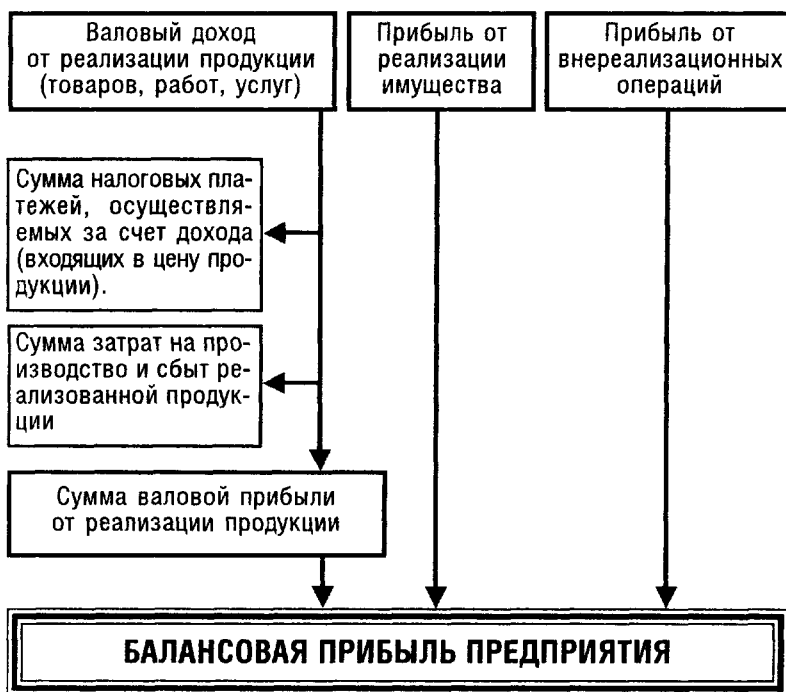 Валовый доход
от реализации продукции
(товаров, работ, услуг)
Прибыль от
реализации
имущества
Прибыль от
внереализационных
операций
Сумма налоговых пла-
тежей, осуществля-
емых за счет дохода
(входящих в цену про-
дукции).
Сумма затрат на про-
изводство и сбыт ре-
ализованной продук-
ции
Сумма валовой прибыли
от реализации продукции
БАЛАНСОВАЯ ПРИБЫЛЬ ПРЕДПРИЯТИЯ